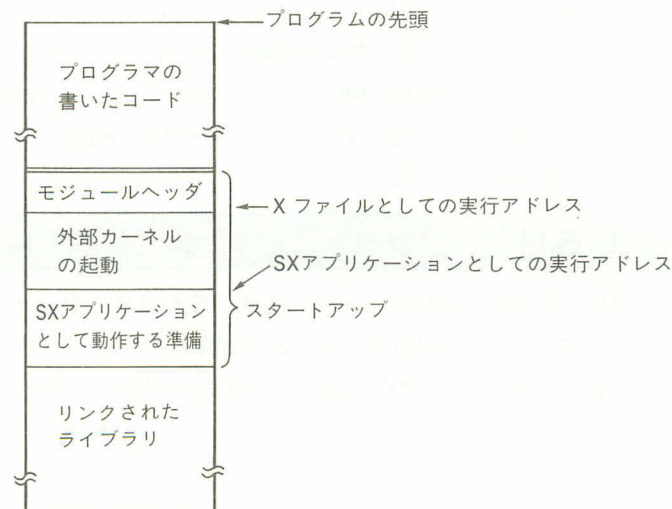 プログラムの先頭
プログラマの
書いたコード
モジュールヘッダ
Xファイルとしての実行アドレス
外部カーネル
の起動
SXアプリケーションとしての実行アドレス
SXアプリケーション
として動作する準備
スタートアップ
リンクされた
ライブラリ